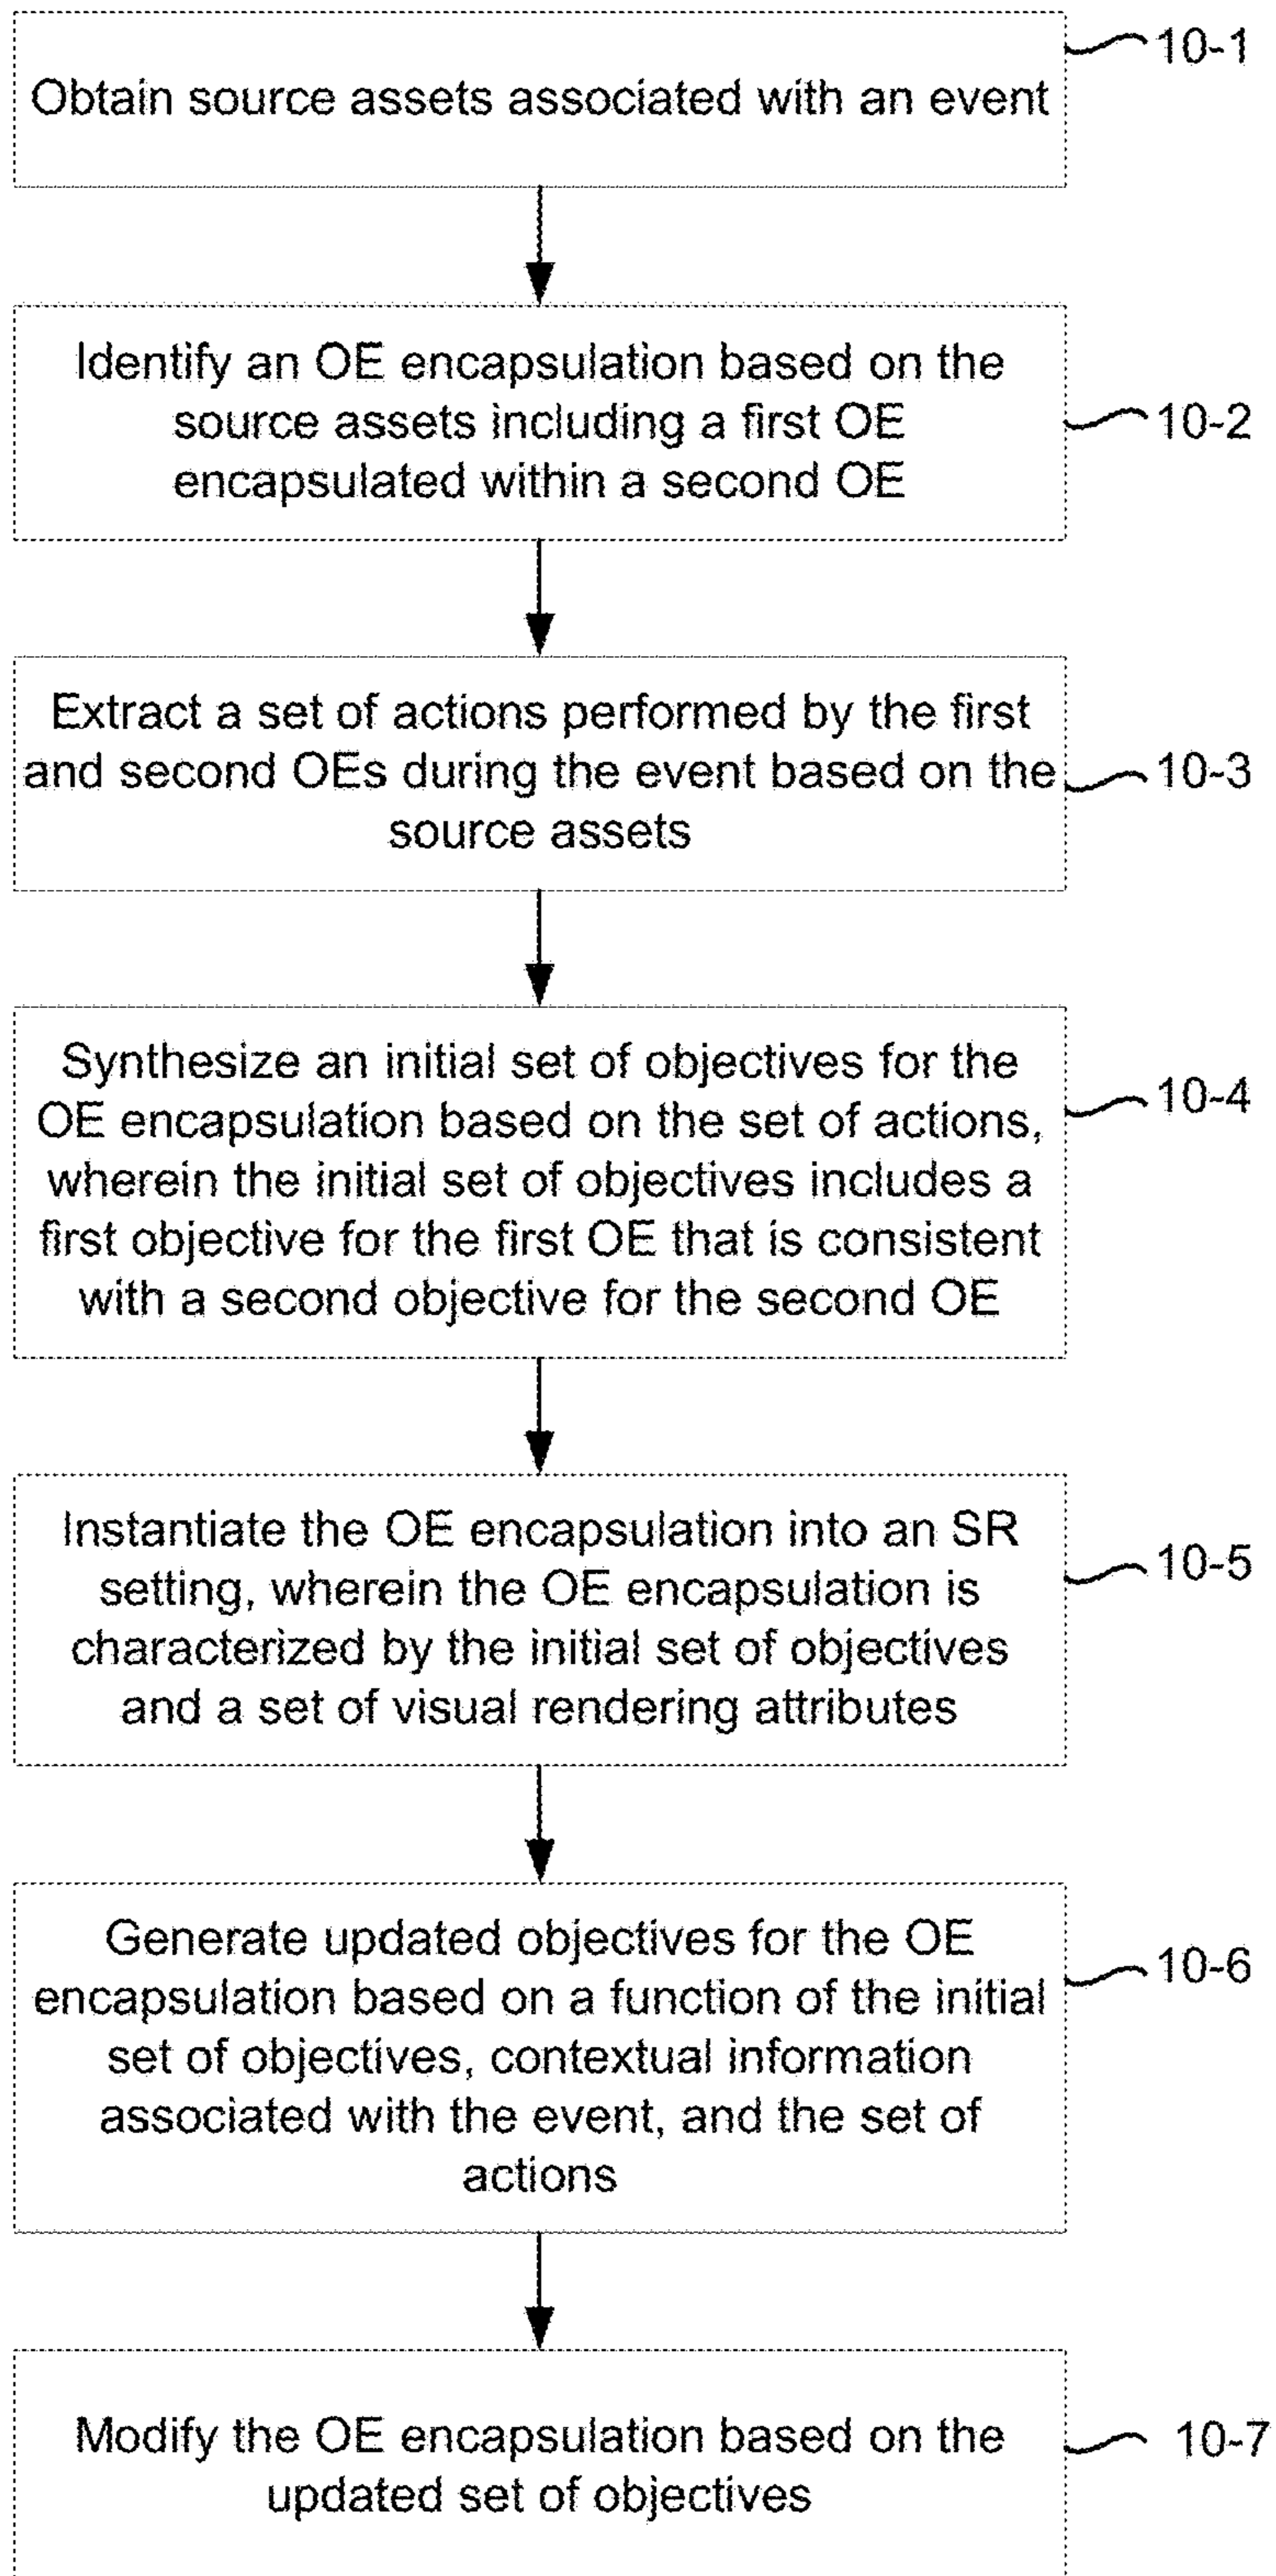 10-1
Obtain source assets associated with an event
Identify an OE encapsulation based on the
source assets including a first OE
encapsulated within a second OE
10-2
Extract a set of actions performed by the first
and second OEs during the event based on the
source assets
10-3
Synthesize an initial set of objectives for the
OE encapsulation based on the set of actions,
wherein the initial set of objectives includes a
first objective for the first OE that is consistent
with a second objective for the second OE
10-4
Instantiate the OE encapsulation into an SR
setting, wherein the OE encapsulation is
characterized by the initial set of objectives
and a set of visual rendering attributes
10-5
Generate updated objectives for the OE
encapsulation based on a function of the initial
set of objectives, contextual information
associated with the event, and the set of
actions
10-6
Modify the OE encapsulation based on the
updated set of objectives
10-7